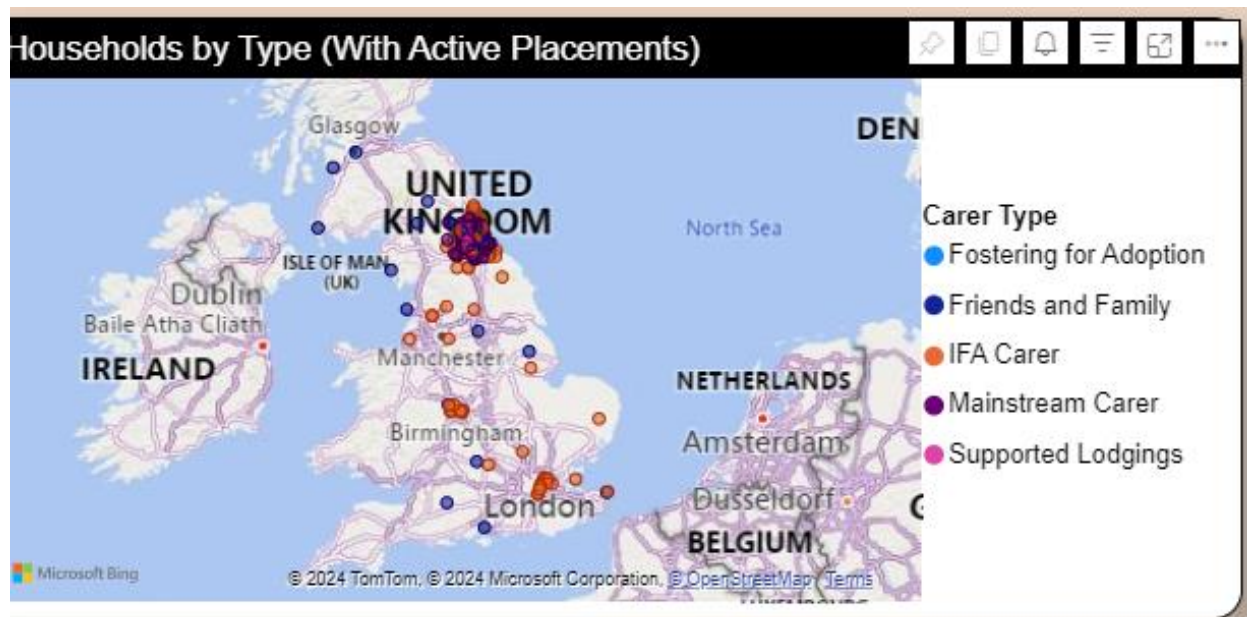 Households by Type (With Active Placements)
Glasgow
DEN
UNITED
KINGDOM
North Sea
ISLE OF MAN
(UK)
Dublin
Baile Atha Cliath
IRELAND
Manchester
NETHERLANDS
Birmingham
Amsterdam
London
Düsseldorf
G
BELGIUM
Microsoft Bing
© 2024 TomTom, © 2024 Microsoft Corporation, © OpenStreetMap Terms
Carer Type
Fostering for Adoption
Friends and Family
IFA Carer
Mainstream Carer
Supported Lodgings